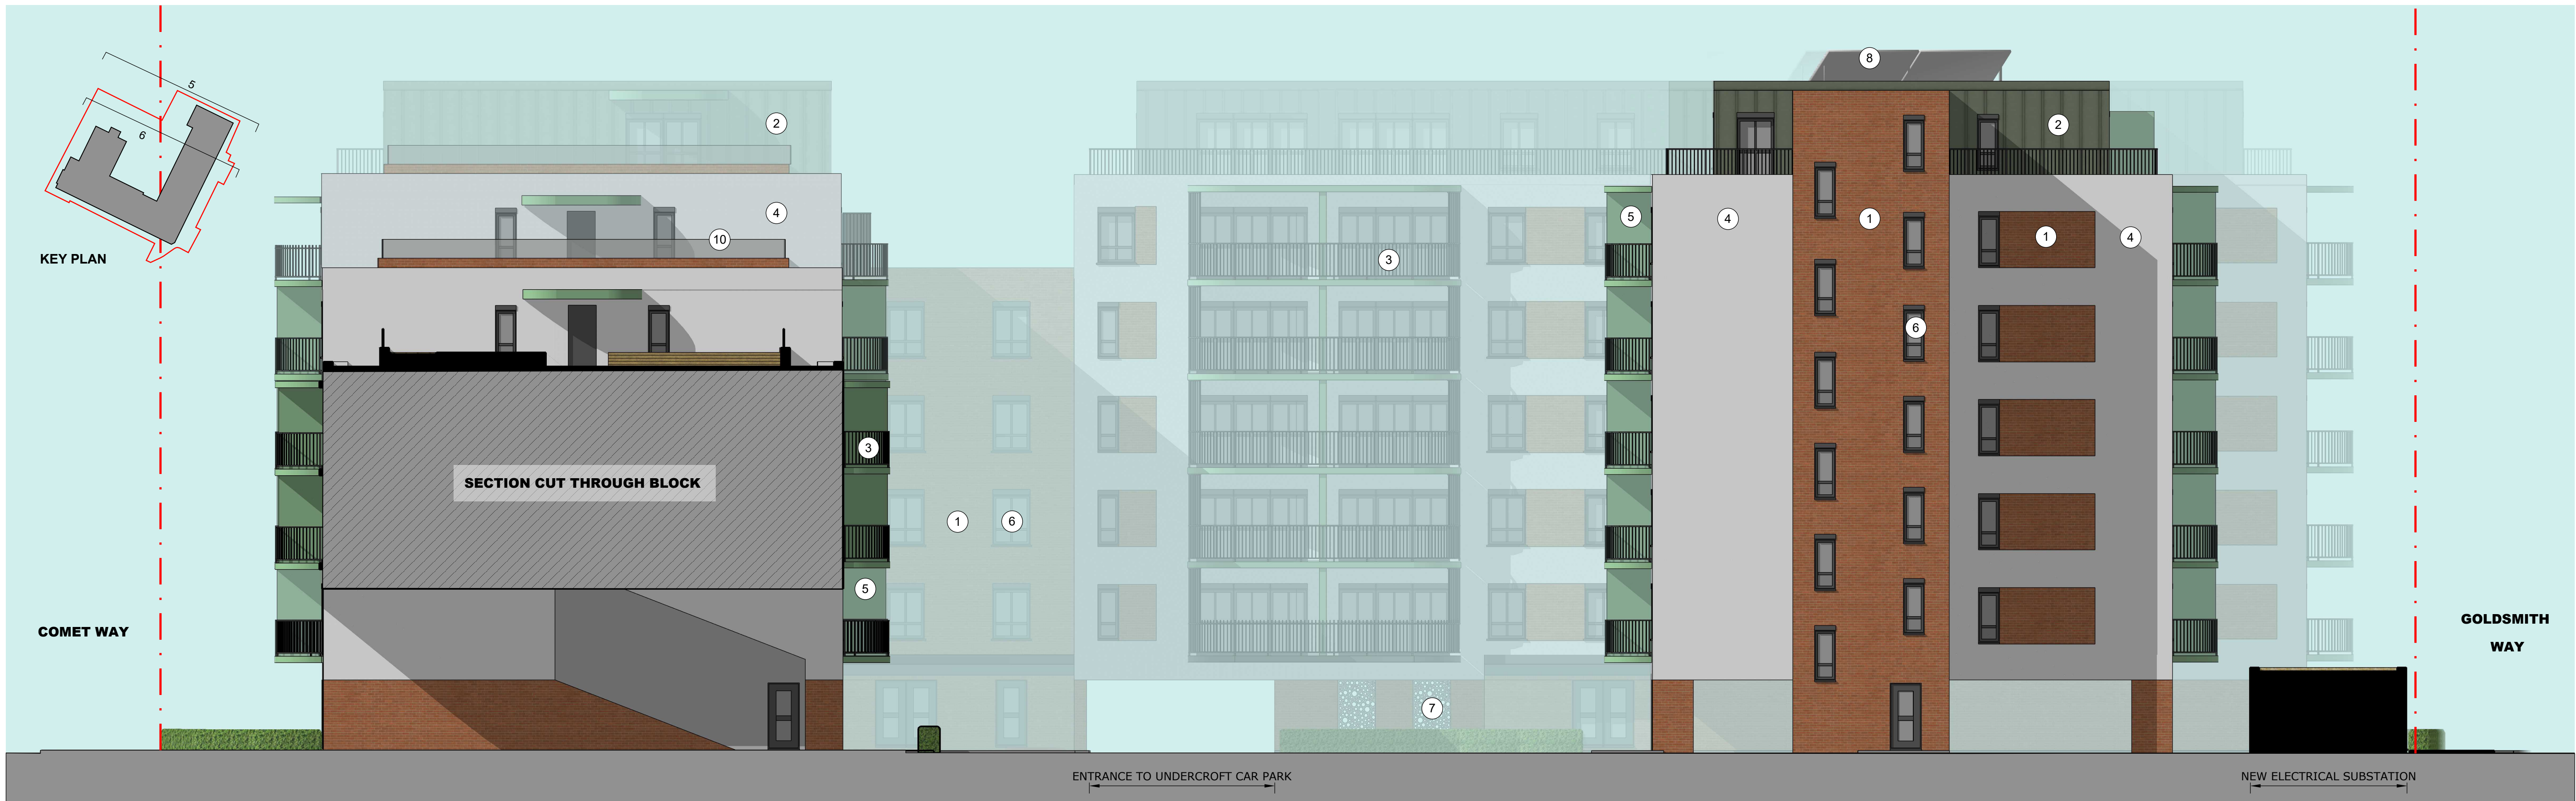 5
6
KEY PLAN
8
2
2
4
10
5
4
1
1
4
3
6
3
SECTION CUT THROUGH BLOCK
1
6
5
COMET WAY
GOLDSMITH
WAY
7
ENTRANCE TO UNDERCROFT CAR PARK
NEW ELECTRICAL SUBSTATION